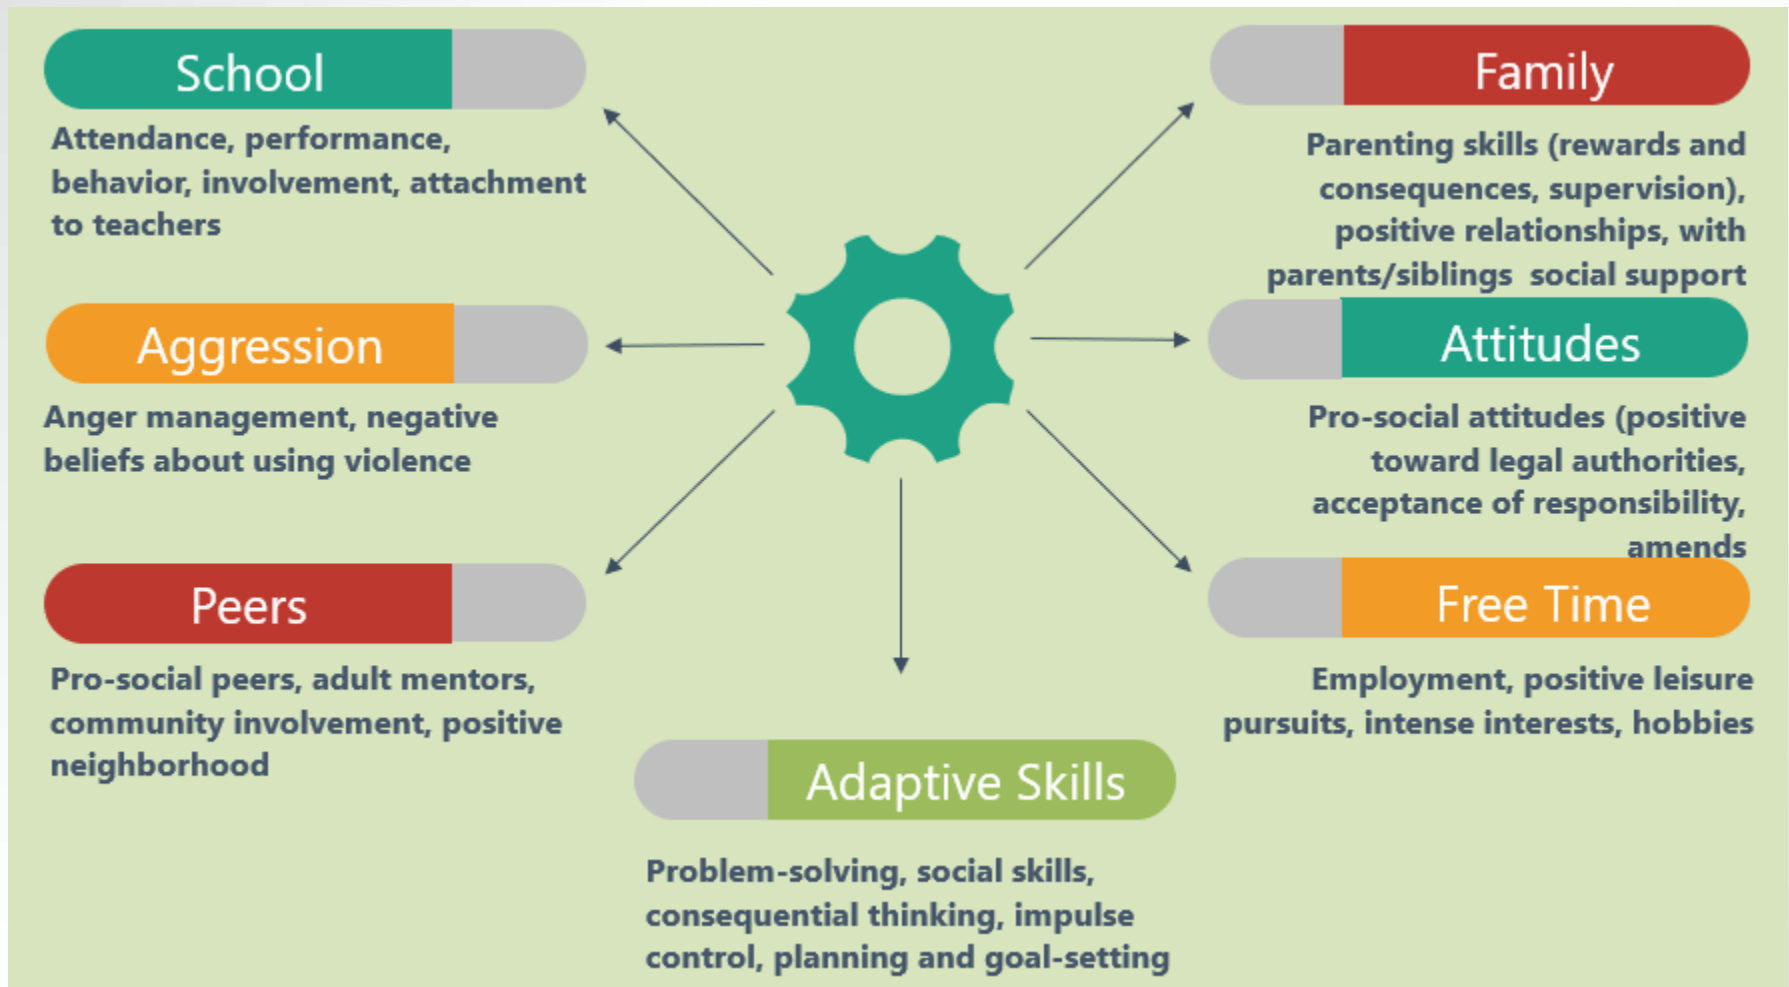 School
Attendance, performance,
behavior, involvement, attachment
to teachers
Aggression
Anger management, negative
beliefs about using violence
Peers
Pro-social peers, adult mentors,
community involvement, positive
neighborhood
Family
Parenting skills (rewards and
consequences, supervision),
positive relationships, with
parents/siblings  social support
Attitudes
Pro-social attitudes (positive
toward legal authorities,
acceptance of responsibility,
amends
Free Time
Employment, positive leisure
pursuits, intense interests, hobbies
Adaptive Skills
Problem-solving, social skills,
consequential thinking, impulse
control, planning and goal-setting